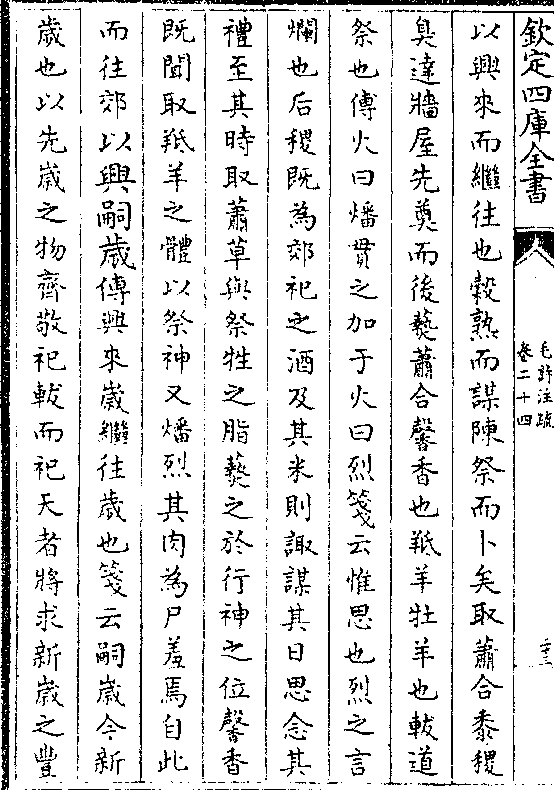 欽定四庫全書
毛詩注疏
卷二十四
以興來而繼往也穀熟而謀陳祭而卜矣取蕭合黍稷
臭達牆屋先奠而後爇蕭合馨香也羝羊牡羊也軷道
祭也傅火曰燔貫之加于火曰烈箋云惟思也烈之言
爛也后稷既為郊祀之酒及其米則諏謀其日思念其
禮至其時取蕭草與祭牲之脂爇之於行神之位馨香
既聞取羝羊之體以祭神又燔烈其肉為尸羞焉自此
而往郊以興嗣歲傳興來歲繼往歲也箋云嗣歲今新
歲也以先歲之物齊敬祀軷而祀天者將求新歲之豐